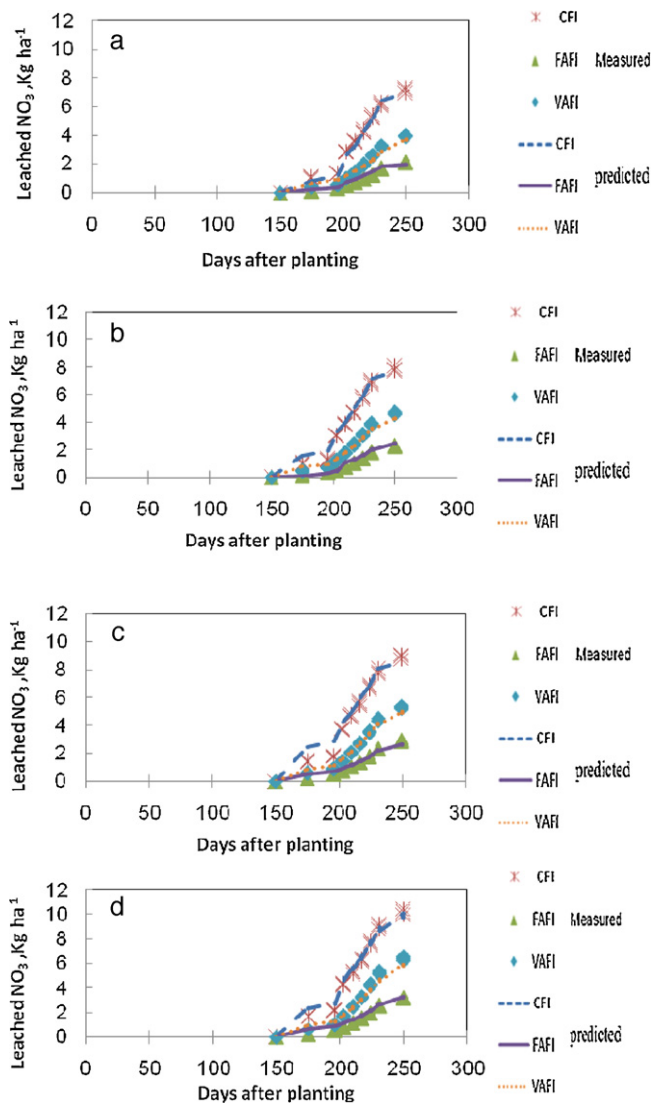 a
Leached NO3 ,Kg ha-1
12
10
8
6
4
2
0
0 50 100 150 200 250 300
Days after planting
CFI
FAFI Measured
VAFI
CFI
FAFI predicted
VAFI
b
Leached NO3 ,Kg ha-1
12
10
8
6
4
2
0
0 50 100 150 200 250 300
Days after planting
CFI
FAFI Measured
VAFI
CFI
FAFI predicted
VAFI
c
Leached NO3 ,Kg ha-1
12
10
8
6
4
2
0
0 50 100 150 200 250 300
Days after planting
CFI
FAFI Measured
VAFI
CFI
FAFI predicted
VAFI
d
Leached NO3 ,Kg ha-1
12
10
8
6
4
2
0
0 50 100 150 200 250 300
Days after planting
CFI
FAFI Measured
VAFI
CFI
FAFI predicted
VAFI